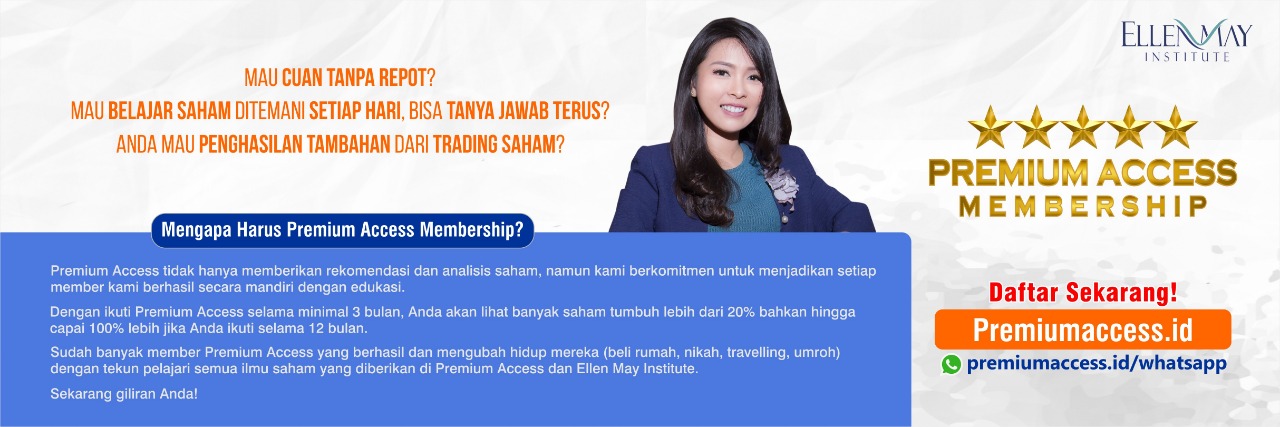 MAU CUAN TANPA REPOT?
MAU BELAJAR SAHAM DITEMANI SETIAP HARI, BISA TANYA JAWAB TERUS?
ANDA MAU PENGHASILAN TAMBAHAN DARI TRADING SAHAM?
Mengapa Harus Premium Access Membership?
Premium Access tidak hanya memberikan rekomendasi dan analisis saham, namun kami berkomitmen untuk menjadikan setiap
member kami berhasil secara mandiri dengan edukasi.
Dengan ikuti Premium Access selama minimal 3 bulan, Anda akan lihat banyak saham tumbuh lebih dari 20% bahkan hingga
capai 100% lebih jika Anda ikuti selama 12 bulan.
Sudah banyak member Premium Access yang berhasil dan mengubah hidup mereka (beli rumah, nikah, travelling, umroh)
dengan tekun pelajari semua ilmu saham yang diberikan di Premium Access dan Ellen May Institute.
Sekarang giliran Anda!
ELLEN MAY
INSTITUTE
PREMIUM ACCESS
MEMBERSHIP
Daftar Sekarang!
Premiumaccess.id
premiumaccess.id/whatsapp